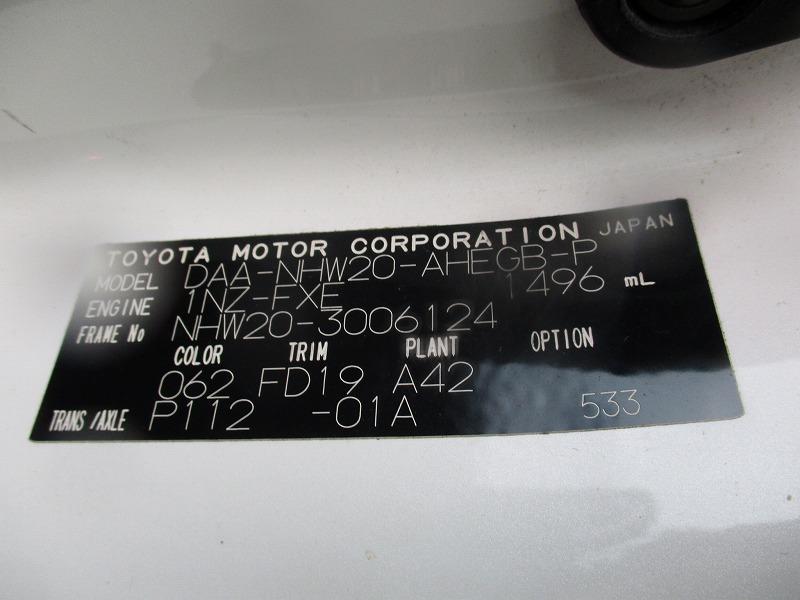 TOYOTA MOTOR CORPORATION JAPAN
MODEL DAA-NHW20-AHEGB-P
ENGINE 1NZ-FXE 1496 mL
FRAME No NHW20-3006124
COLOR TRIM PLANT OPTION
062 FD19 A42
TRANS/AXLE P112 -01A 533